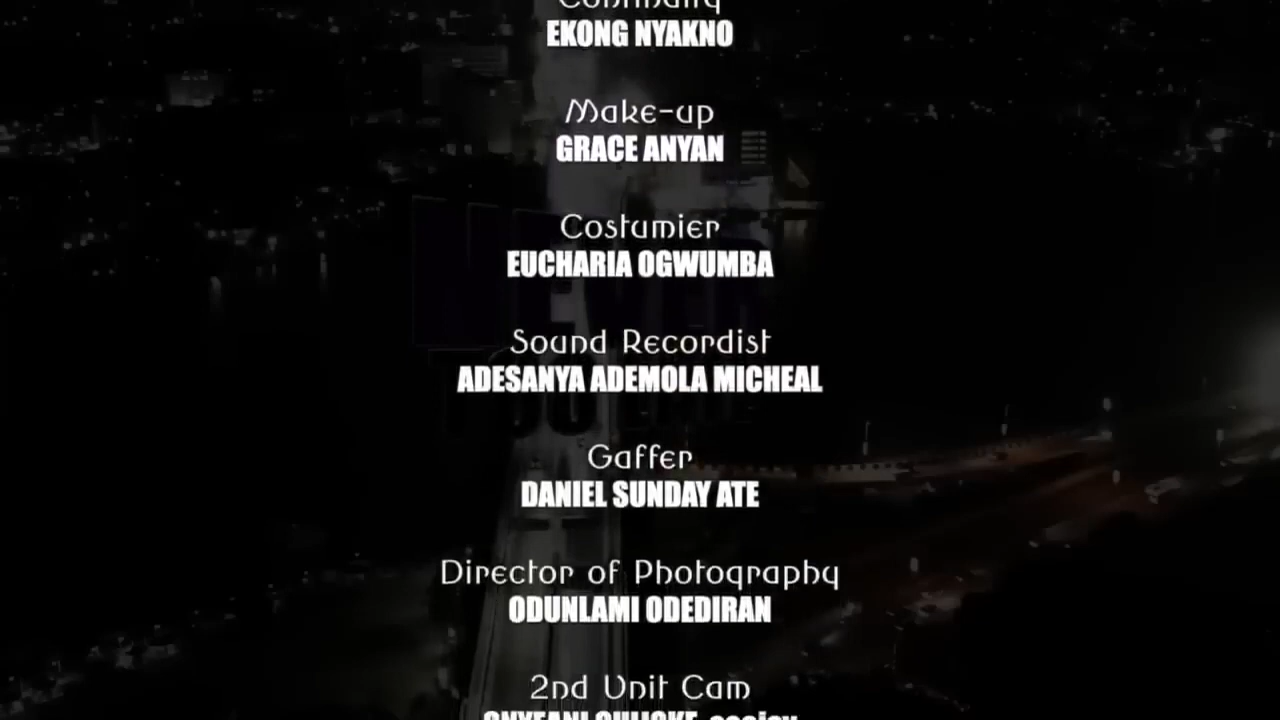 Continuity
EKONG NYAKNO
Make-up
GRACE ANYAN
Costumier
EUCHARIA OGWUMBA
Sound Recordist
ADESANYA ADEMOLA MICHEAL
Gaffer
DANIEL SUNDAY ATE
Director of Photography
ODUNLAMI ODEDIRAN
2nd Unit Cam